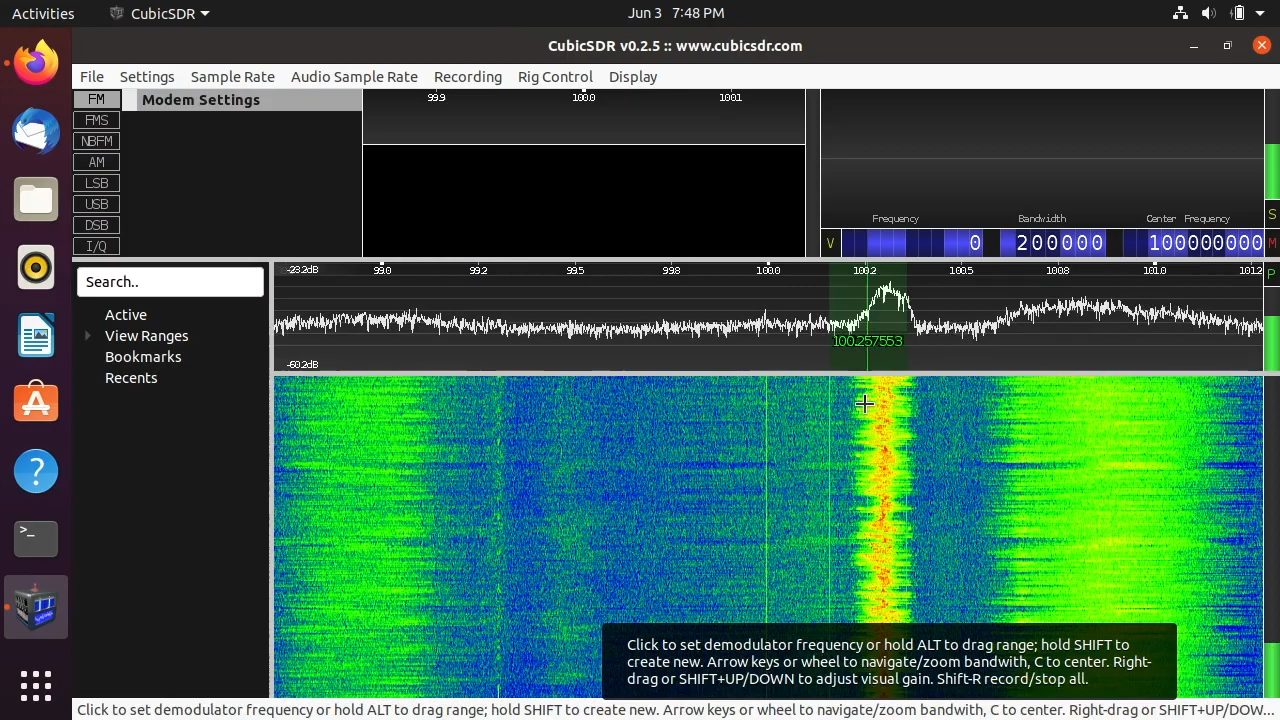 Activities CubicSDR Jun 3 7:48 PM
CubicSDR v0.2.5 :: www.cubicsdr.com
File Settings Sample Rate Audio Sample Rate Recording Rig Control Display
FM Modem Settings
FMS
NBFM
AM
LSB
USB
DSB
I/Q
99.9 100.0 100.1
Frequency Bandwidth Center Frequency
V 0 200000 100000000
S
M
P
Search..
Active
View Ranges
Bookmarks
Recents
-23.2dB 99.0 99.2 99.5 99.8 100.0 100.2 100.5 100.8 101.0 101.2
100.257553
-60.2dB
Click to set demodulator frequency or hold ALT to drag range; hold SHIFT to
create new. Arrow keys or wheel to navigate/zoom bandwith, C to center. Right-
drag or SHIFT+UP/DOWN to adjust visual gain. Shift-R record/stop all.
Click to set demodulator frequency or hold ALT to drag range; hold SHIFT to create new. Arrow keys or wheel to navigate/zoom bandwith, C to center. Right-drag or SHIFT+UP/DOW...